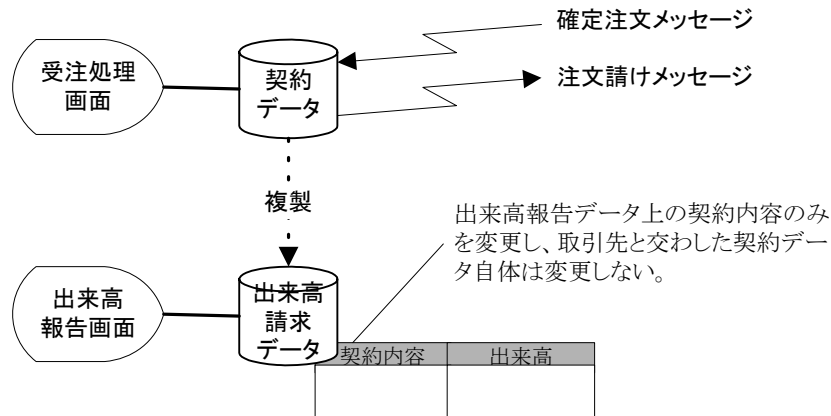 確定注文メッセージ
受注処理
画面
契約
データ
注文請けメッセージ
複製
出来高報告データ上の契約内容のみ
を変更し、取引先と交わした契約デー
タ自体は変更しない。
出来高
報告画面
出来高
請求
データ
契約内容
出来高